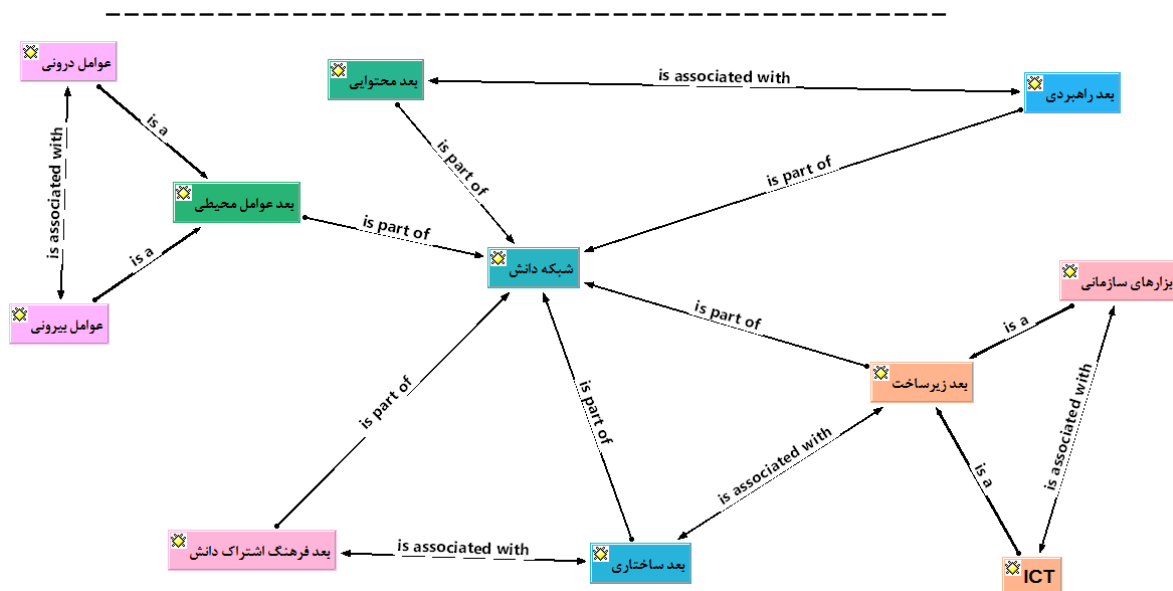 عوامل درونی
بعد محتوایی
is associated with
بعد راهبردی
is a
is associated with
is part of
is part of
بعد عوامل محیطی
is part of
is a
شبکه دانش
ابزارهای سازمانی
عوامل بیرونی
is part of
is a
بعد زیرساخت
is part of
is part of
is associated with
is associated with
is a
بعد فرهنگ اشتراک دانش
is associated with
بعد ساختاری
ICT